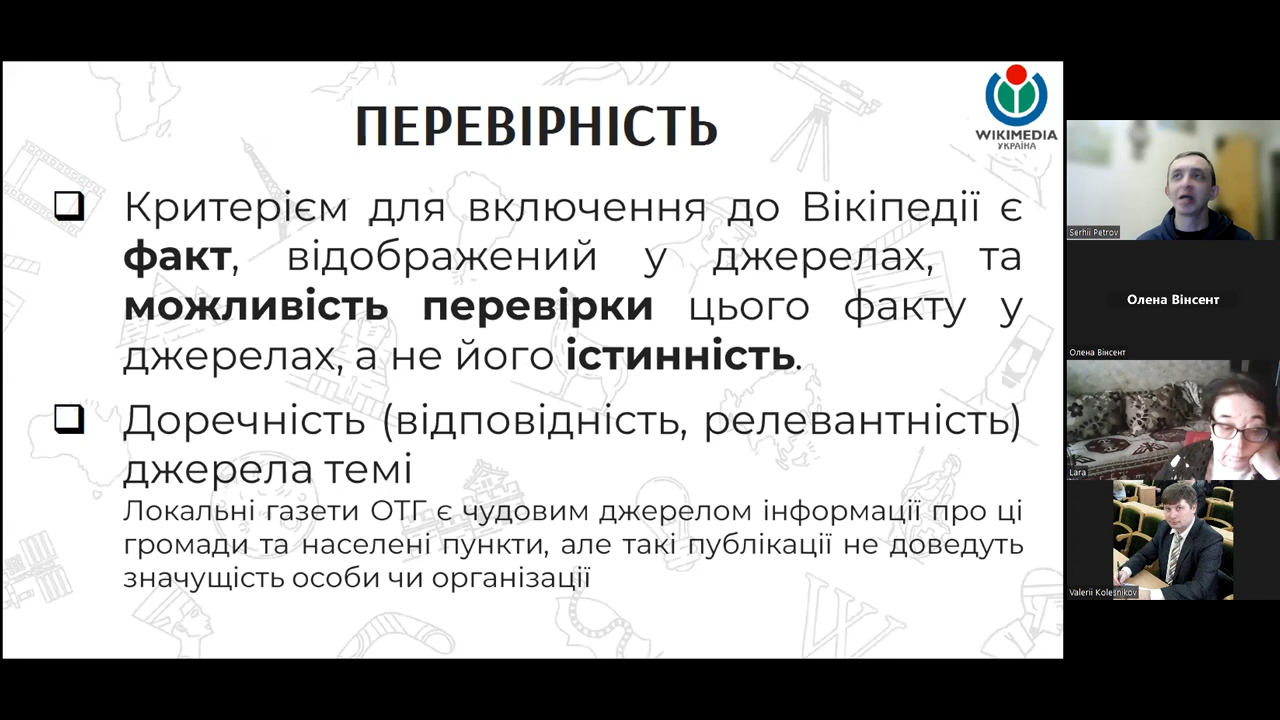 ПЕРЕВІРНІСТЬ
WIKIMEDIA
УКРАЇНА
Критерієм для включення до Вікіпедії є
факт, відображений у джерелах, та
можливість перевірки цього факту у
джерелах, а не його істинність.
Доречність (відповідність, релевантність)
джерела темі
Локальні газети ОТГ є чудовим джерелом інформації про ці
громади та населені пункти, але такі публікації не доведуть
значущість особи чи організації
Serhii Petrov
Олена Вінсент
Олена Вінсент
Lara
Valerii Kolesnikov